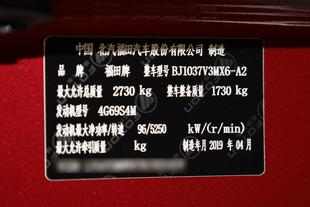 中国 北汽福田汽车股份有限公司 制造
品牌 福田牌 整车型号 BJ1037V3MX6-A2
最大允许总质量 2730 kg 整车整备质量 1730 kg
发动机型号 4G69S4M
发动机最大净功率/转速 96/5250 kW/(r/min)
最大允许牵引质量 kg 制造年月 2019 年 04 月